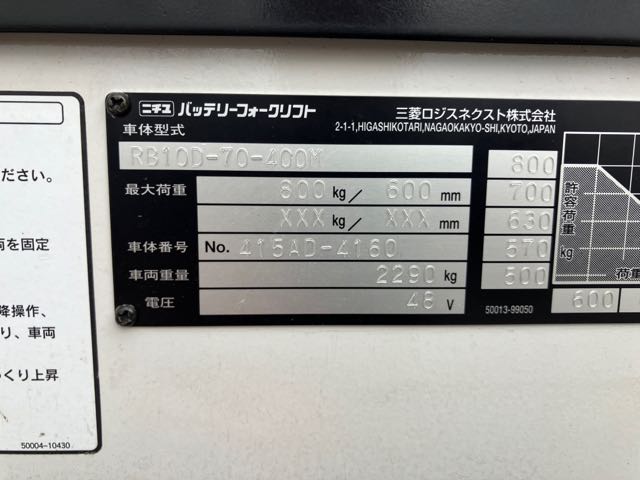 ださい。
両を固定
降操作、
り、車両
っくり上昇
50004-10430
ニチユ バッテリーフォークリフト
三菱ロジスネクスト株式会社
2-1-1,HIGASHIKOTARI,NAGAOKAKYO-SHI,KYOTO,JAPAN
車体型式
RB10D-70-400M
最大荷重 800 kg/ 600 mm
XXX kg/ XXX mm
車体番号 No. 415AD-4160
車両重量 2290 kg
電圧 48 V
800
700
630
570
500
50013-99050
許容荷重 kg
荷重
600